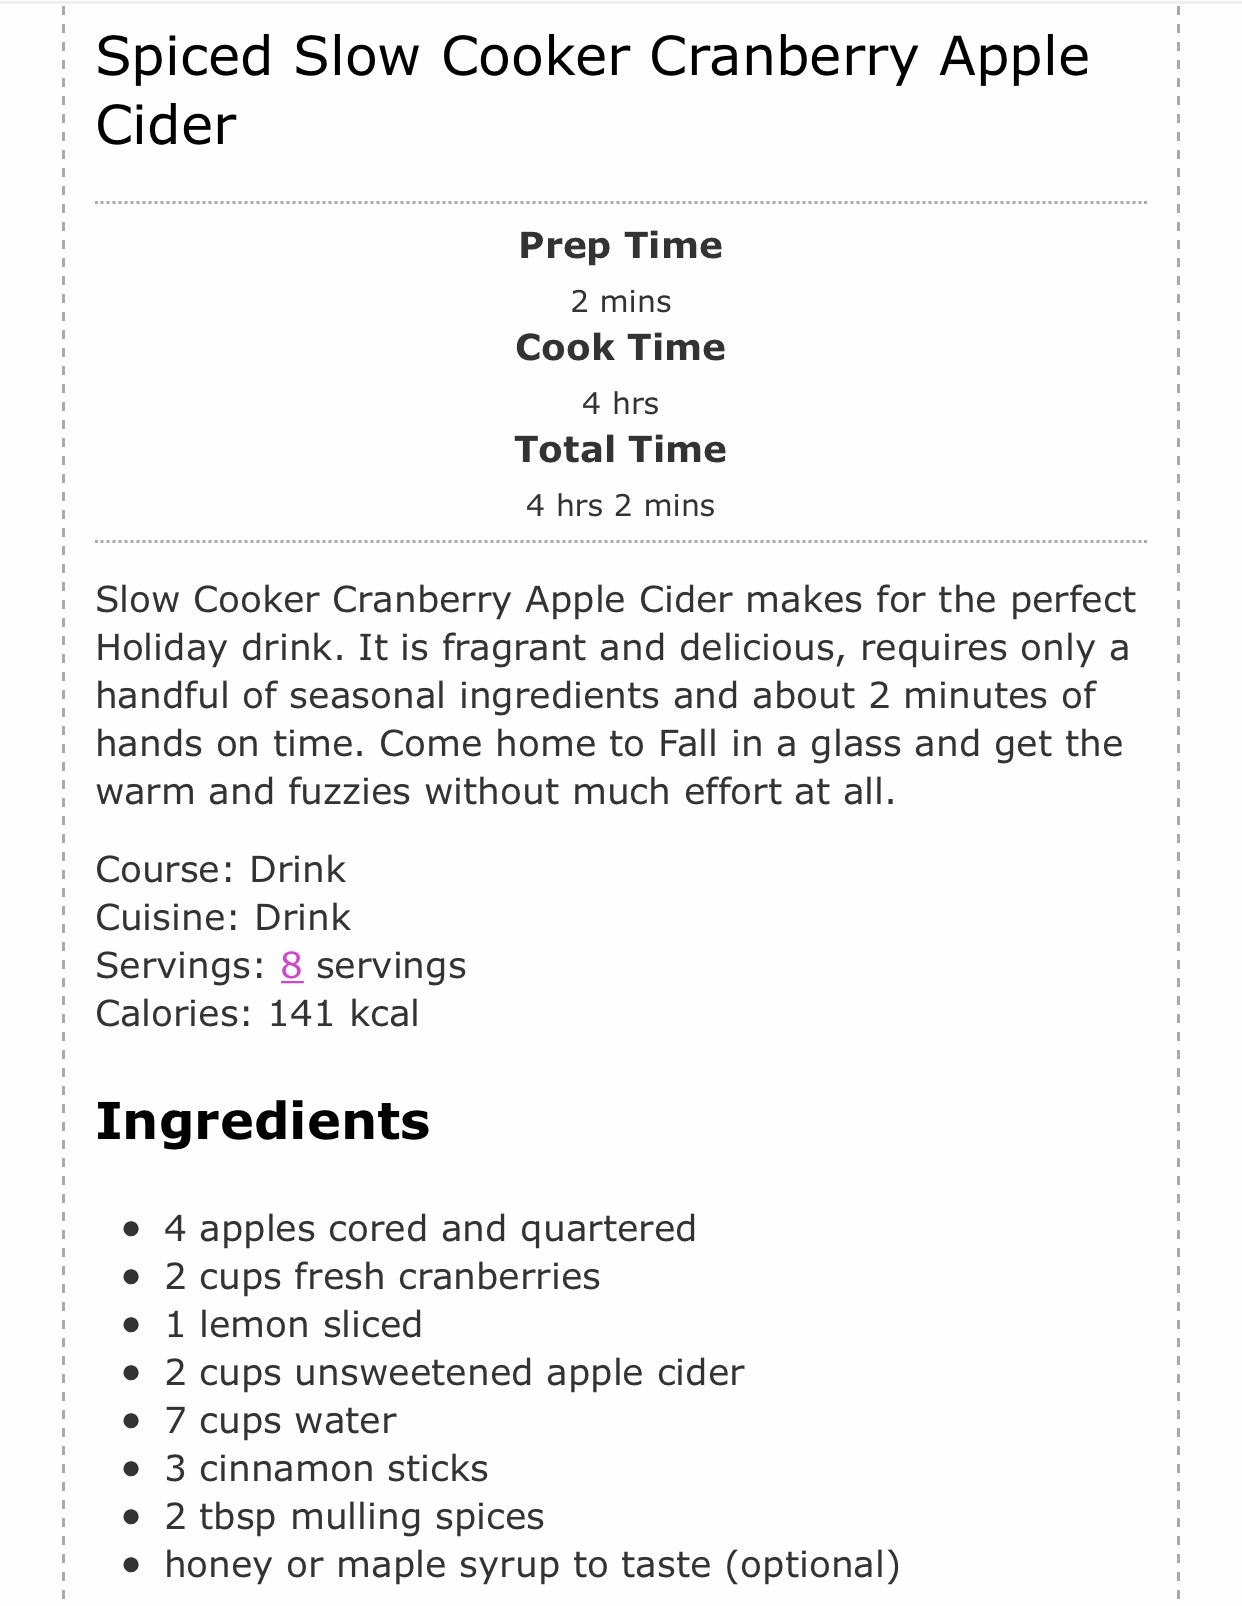 Spiced Slow Cooker Cranberry Apple
Cider
Prep Time
2 mins
Cook Time
4 hrs
Total Time
4 hrs 2 mins
Slow Cooker Cranberry Apple Cider makes for the perfect
Holiday drink. It is fragrant and delicious, requires only a
handful of seasonal ingredients and about 2 minutes of
hands on time. Come home to Fall in a glass and get the
warm and fuzzies without much effort at all.
Course: Drink
Cuisine: Drink
Servings: 8 servings
Calories: 141 kcal
Ingredients
• 4 apples cored and quartered
• 2 cups fresh cranberries
• 1 lemon sliced
• 2 cups unsweetened apple cider
• 7 cups water
• 3 cinnamon sticks
• 2 tbsp mulling spices
• honey or maple syrup to taste (optional)